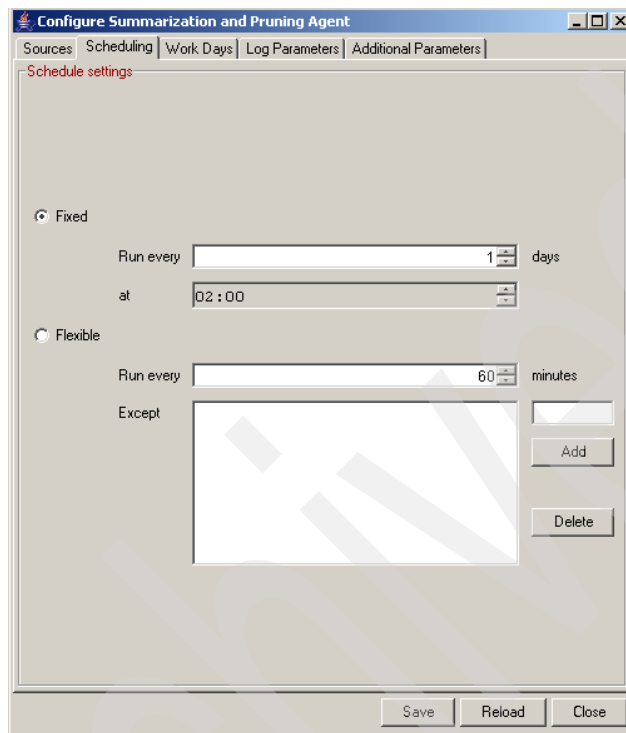 Configure Summarization and Pruning Agent
Sources Scheduling Work Days Log Parameters Additional Parameters
Schedule settings
Fixed
Run every 1 days
at 02:00
Flexible
Run every 60 minutes
Except
Add
Delete
Save Reload Close